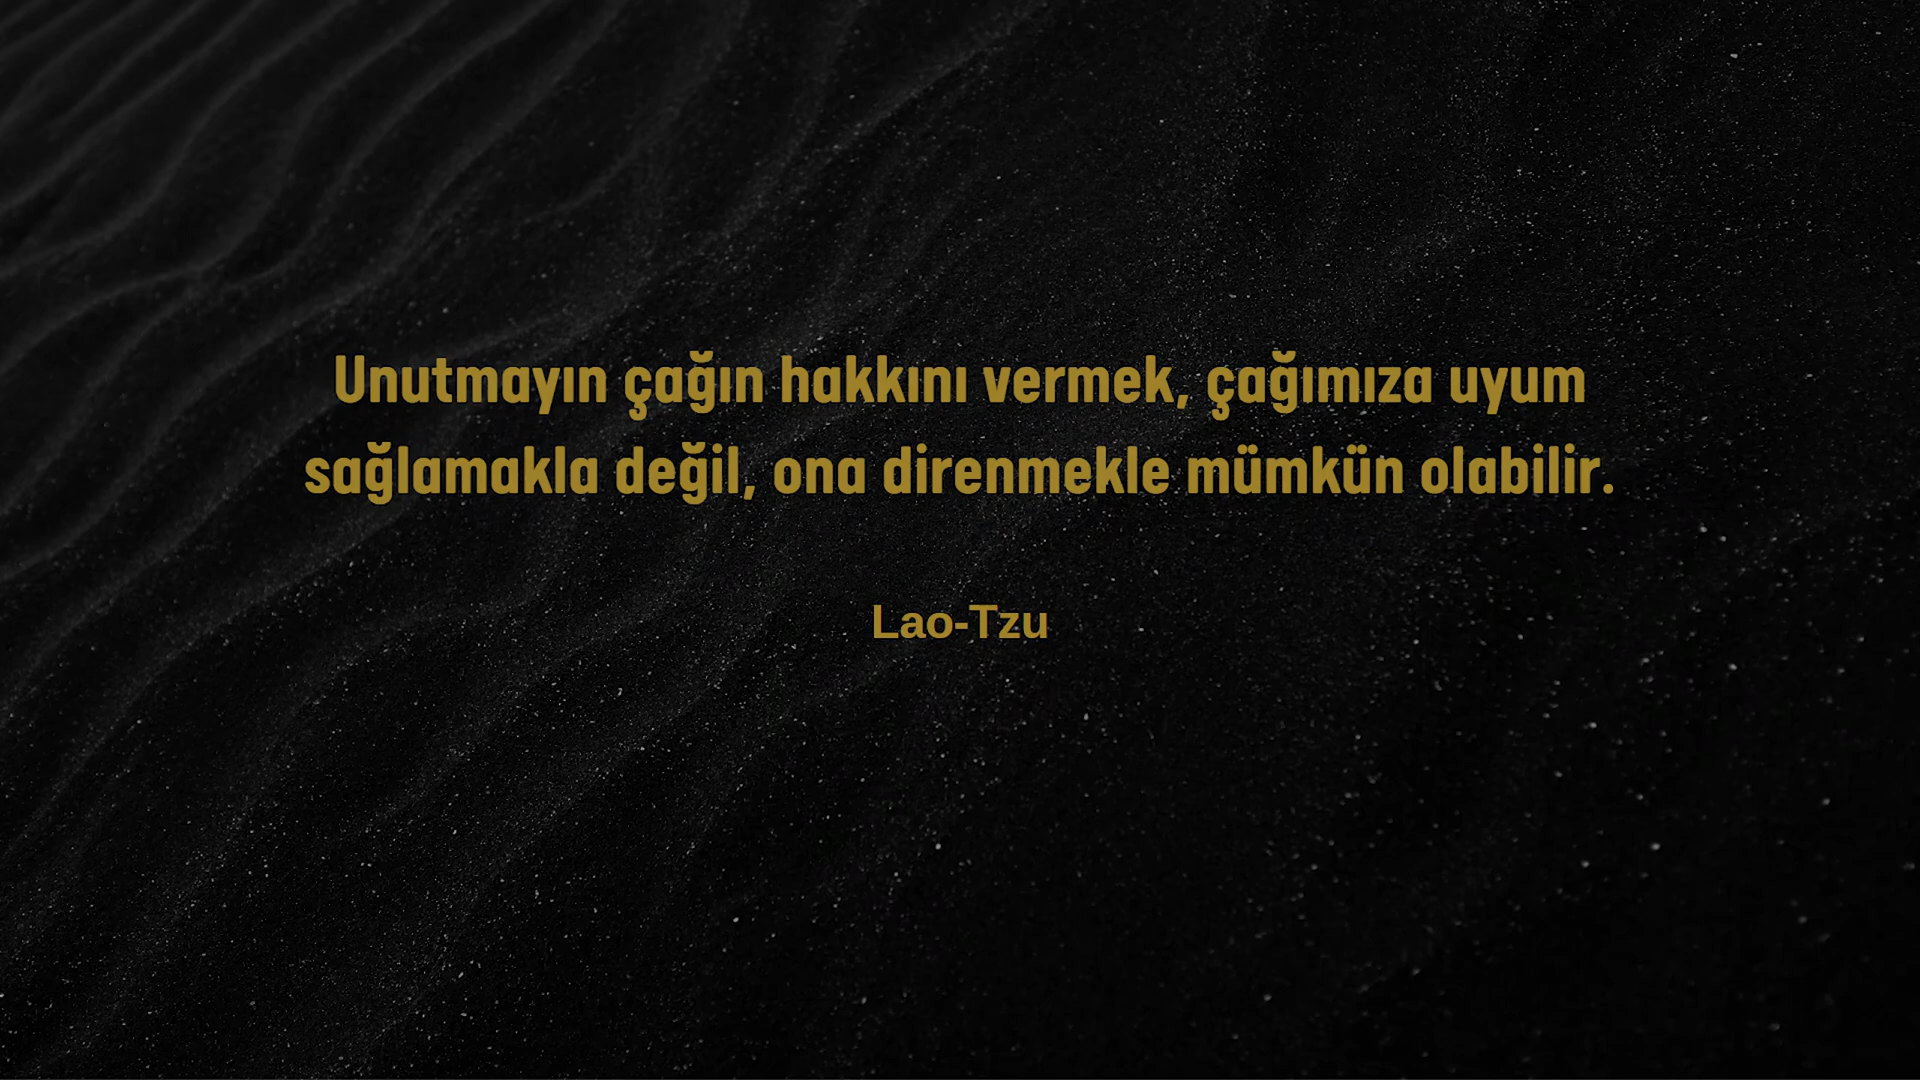 Unutmayın çağın hakkını vermek, çağımıza uyum
sağlamakla değil, ona direnmekle mümkün olabilir.
Lao-Tzu